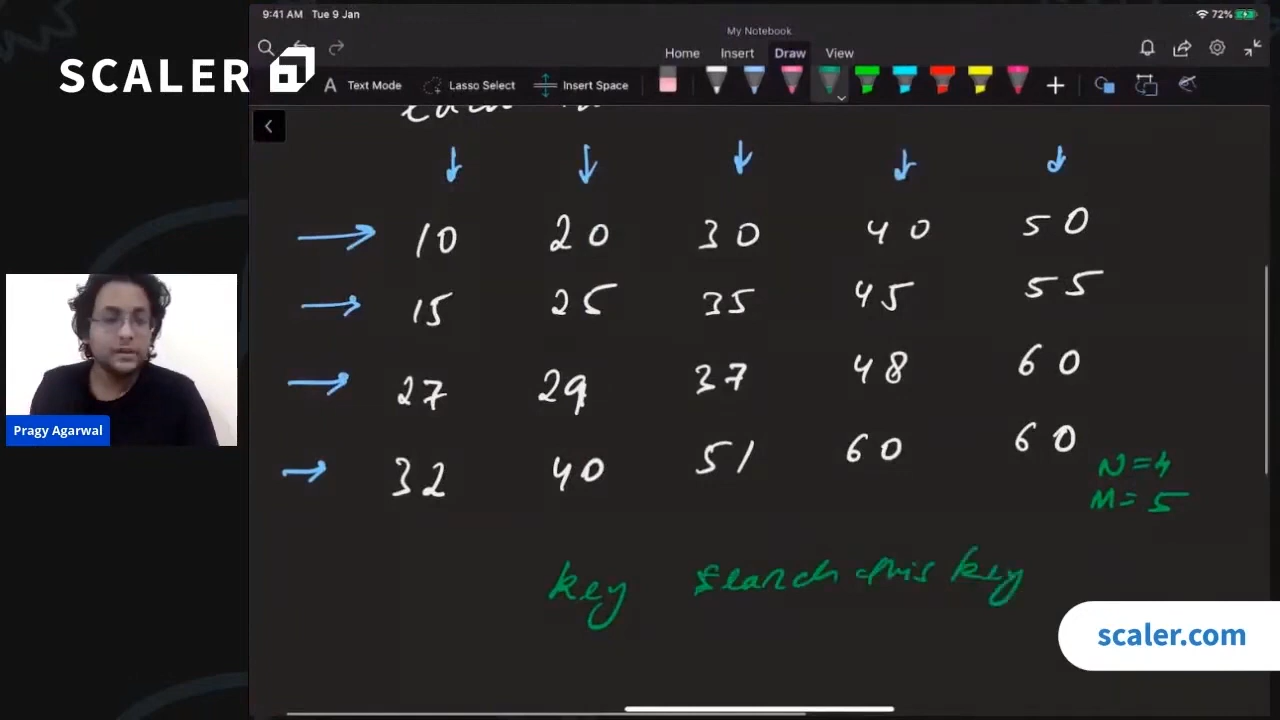 9:41 AM Tue 9 Jan
72%
My Notebook
Home Insert Draw View
SCALER
Text Mode Lasso Select Insert Space
10 20 30 40 50
15 25 35 45 55
27 29 37 48 60
32 40 51 60 60
N=4
M=5
Pragy Agarwal
key search this key
scaler.com